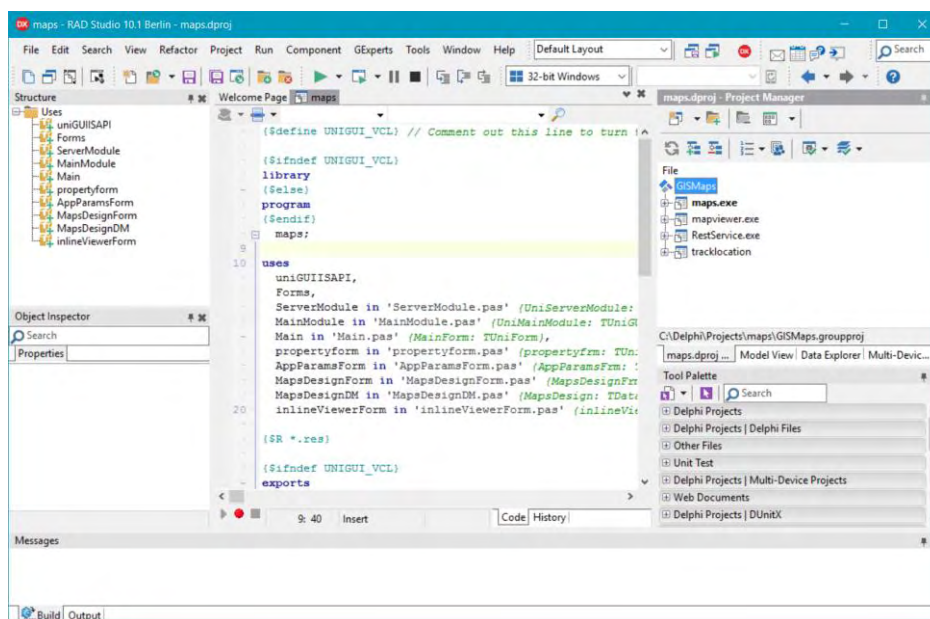 DX maps - RAD Studio 10.1 Berlin - maps.dproj
File Edit Search View Refactor Project Run Component GExperts Tools Window Help Default Layout
DX
Search
32-bit Windows
Structure
Uses
uniGUIISAPI
Forms
ServerModule
MainModule
Main
propertyform
AppParamsForm
MapsDesignForm
MapsDesignDM
inlineViewerForm
Object Inspector
Search
Properties
Welcome Page maps
{$define UNIGUI_VCL} // Comment out this line to turn
{$ifndef UNIGUI_VCL}
library
{$else}
program
{$endif}
maps;
9
10 uses
uniGUIISAPI,
Forms,
ServerModule in 'ServerModule.pas' {UniServerModule:
MainModule in 'MainModule.pas' {UniMainModule: TUniGU
Main in 'Main.pas' {MainForm: TUniForm},
propertyform in 'propertyform.pas' {propertyfrm: TUn
AppParamsForm in 'AppParamsForm.pas' {AppParamsFrm:
MapsDesignForm in 'MapsDesignForm.pas' {MapsDesignFrm
MapsDesignDM in 'MapsDesignDM.pas' {MapsDesign: TData
20 inlineViewerForm in 'inlineViewerForm.pas' {inlineVie
{$R *.res}
{$ifndef UNIGUI_VCL}
exports
9: 40 Insert Code History
maps.dproj - Project Manager
File
GISMaps
maps.exe
mapviewer.exe
RestService.exe
tracklocation
C:\Delphi\Projects\maps\GISMaps.groupproj
maps.dproj ... Model View Data Explorer Multi-Devic...
Tool Palette
Search
Delphi Projects
Delphi Projects | Delphi Files
Other Files
Unit Test
Delphi Projects | Multi-Device Projects
Web Documents
Delphi Projects | DUnitX
Messages
Build Output